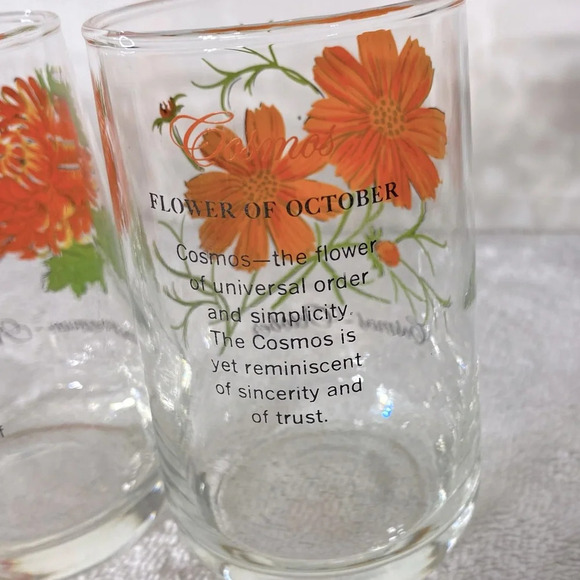 Cosmos
FLOWER OF OCTOBER
Cosmos—the flower
of universal order
and simplicity.
The Cosmos is
yet reminiscent
of sincerity and
of trust.